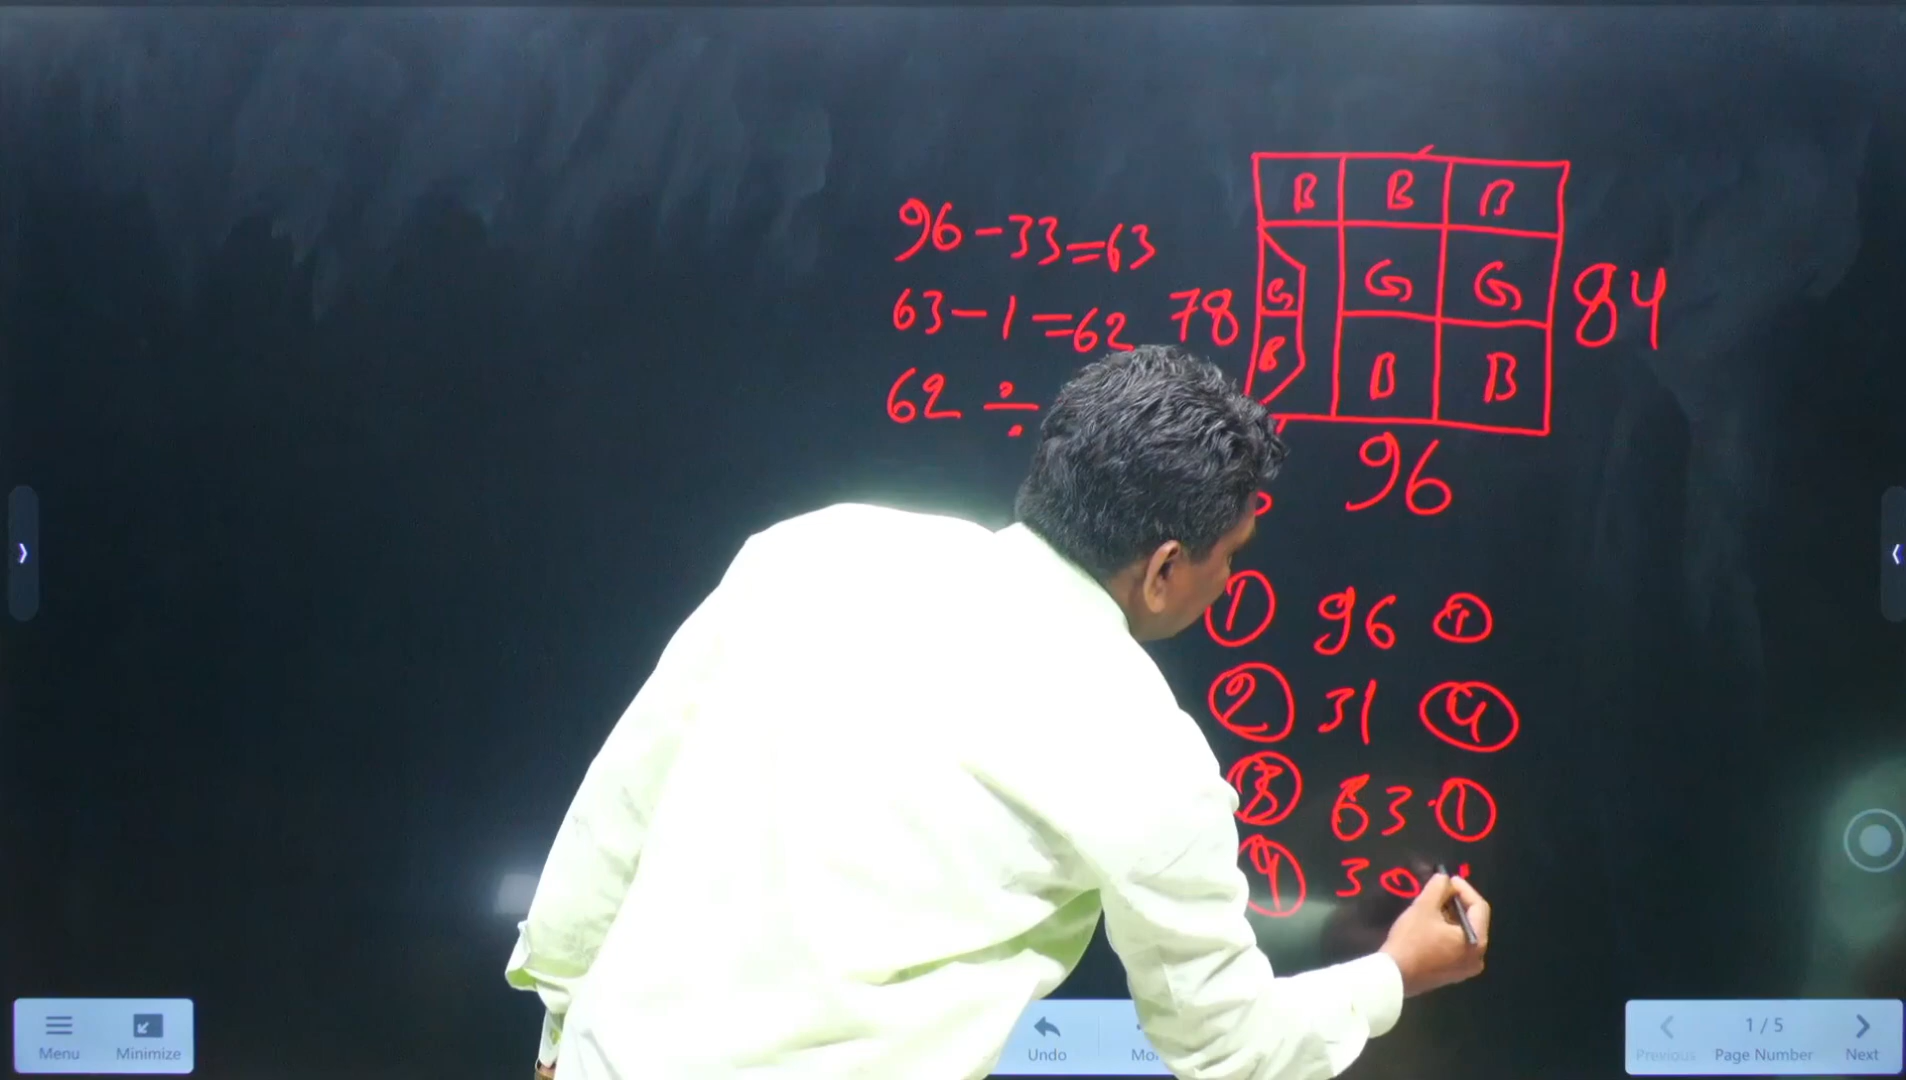 B B B
96 - 33 = 63
G G G
63 - 1 = 62
78
84
B B B
62 ÷
96
1 96 1
2 31 4
3 63 1
4 30
Menu
Minimize
Undo
Previous
1 / 5
Page Number
Next